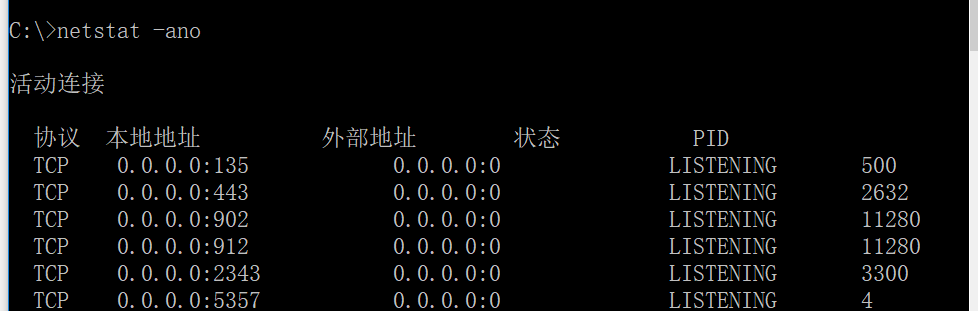 C:\>netstat -ano
活动连接
协议 本地地址 外部地址 状态 PID
TCP 0.0.0.0:135 0.0.0.0:0 LISTENING 500
TCP 0.0.0.0:443 0.0.0.0:0 LISTENING 2632
TCP 0.0.0.0:902 0.0.0.0:0 LISTENING 11280
TCP 0.0.0.0:912 0.0.0.0:0 LISTENING 11280
TCP 0.0.0.0:2343 0.0.0.0:0 LISTENING 3300
TCP 0.0.0.0:5357 0.0.0.0:0 LISTENING 4